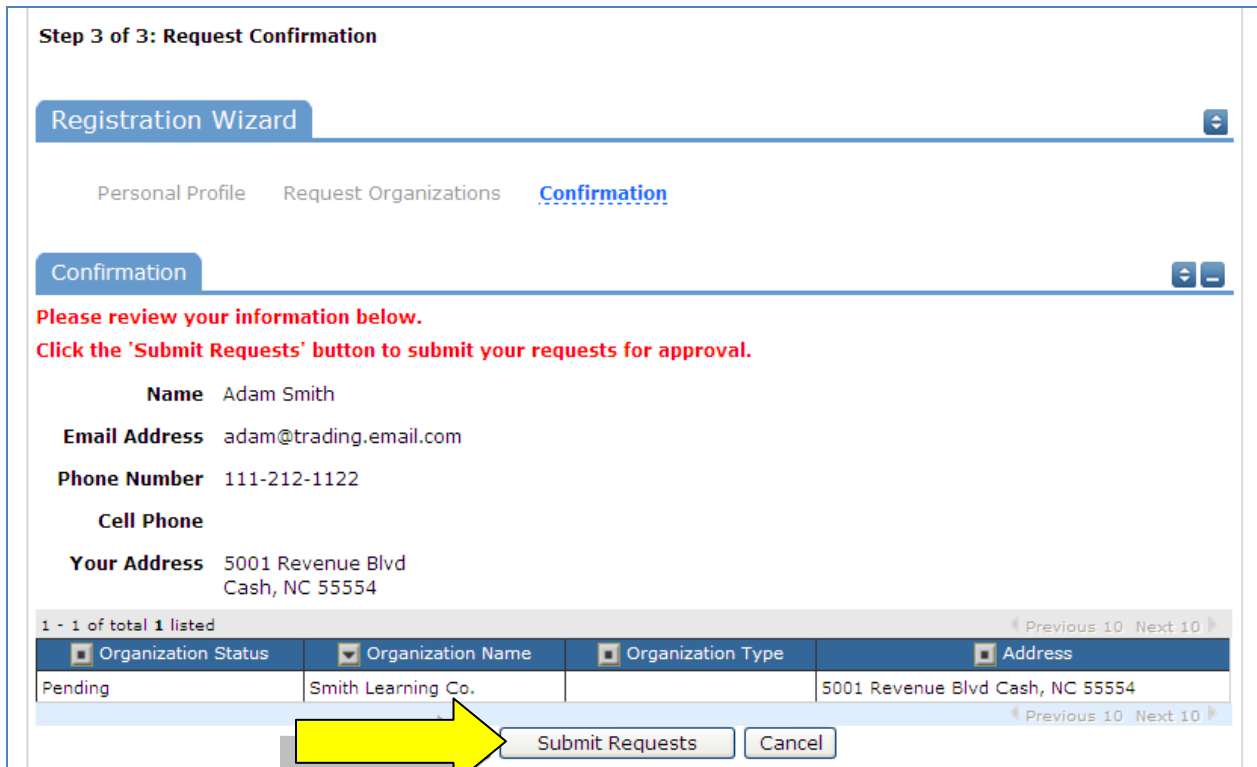 Step 3 of 3: Request Confirmation
Registration Wizard
Personal Profile Request Organizations Confirmation
Confirmation
Please review your information below.
Click the 'Submit Requests' button to submit your requests for approval.
Name Adam Smith
Email Address adam@trading.email.com
Phone Number 111-212-1122
Cell Phone
Your Address 5001 Revenue Blvd
Cash, NC 55554
1 - 1 of total 1 listed Previous 10 Next 10
Organization Status Organization Name Organization Type Address
Pending Smith Learning Co. 5001 Revenue Blvd Cash, NC 55554
Previous 10 Next 10
Submit Requests Cancel